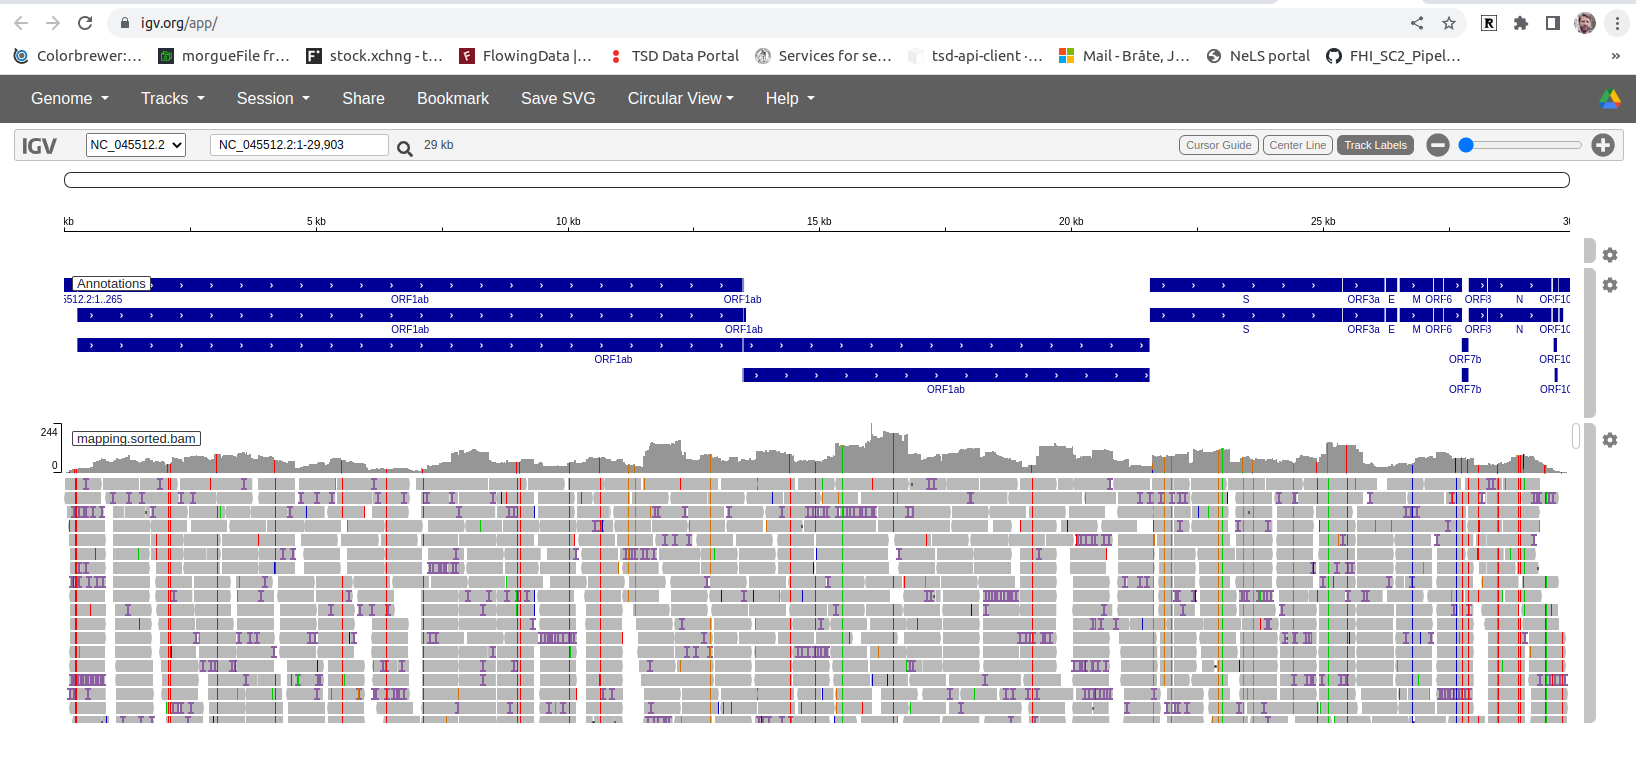 igv.org/app/
R
Colorbrewer:... morgueFile fr... stock.xchng - t... FlowingData |... TSD Data Portal Services for se... tsd-api-client ·... Mail - Bråte, J... NeLS portal FHI_SC2_Pipel... »
Genome Tracks Session Share Bookmark Save SVG Circular View Help
IGV NC_045512.2 NC_045512.2:1-29,903 29 kb Cursor Guide Center Line Track Labels
kb 5 kb 10 kb 15 kb 20 kb 25 kb 30
Annotations
5512.2:1..265 ORF1ab ORF1ab S ORF3a E M ORF6 ORF8 N ORF10
ORF1ab ORF1ab S ORF3a E M ORF6 ORF8 N ORF10
ORF1ab ORF7b ORF10
ORF1ab ORF7b ORF10
244 mapping.sorted.bam
0